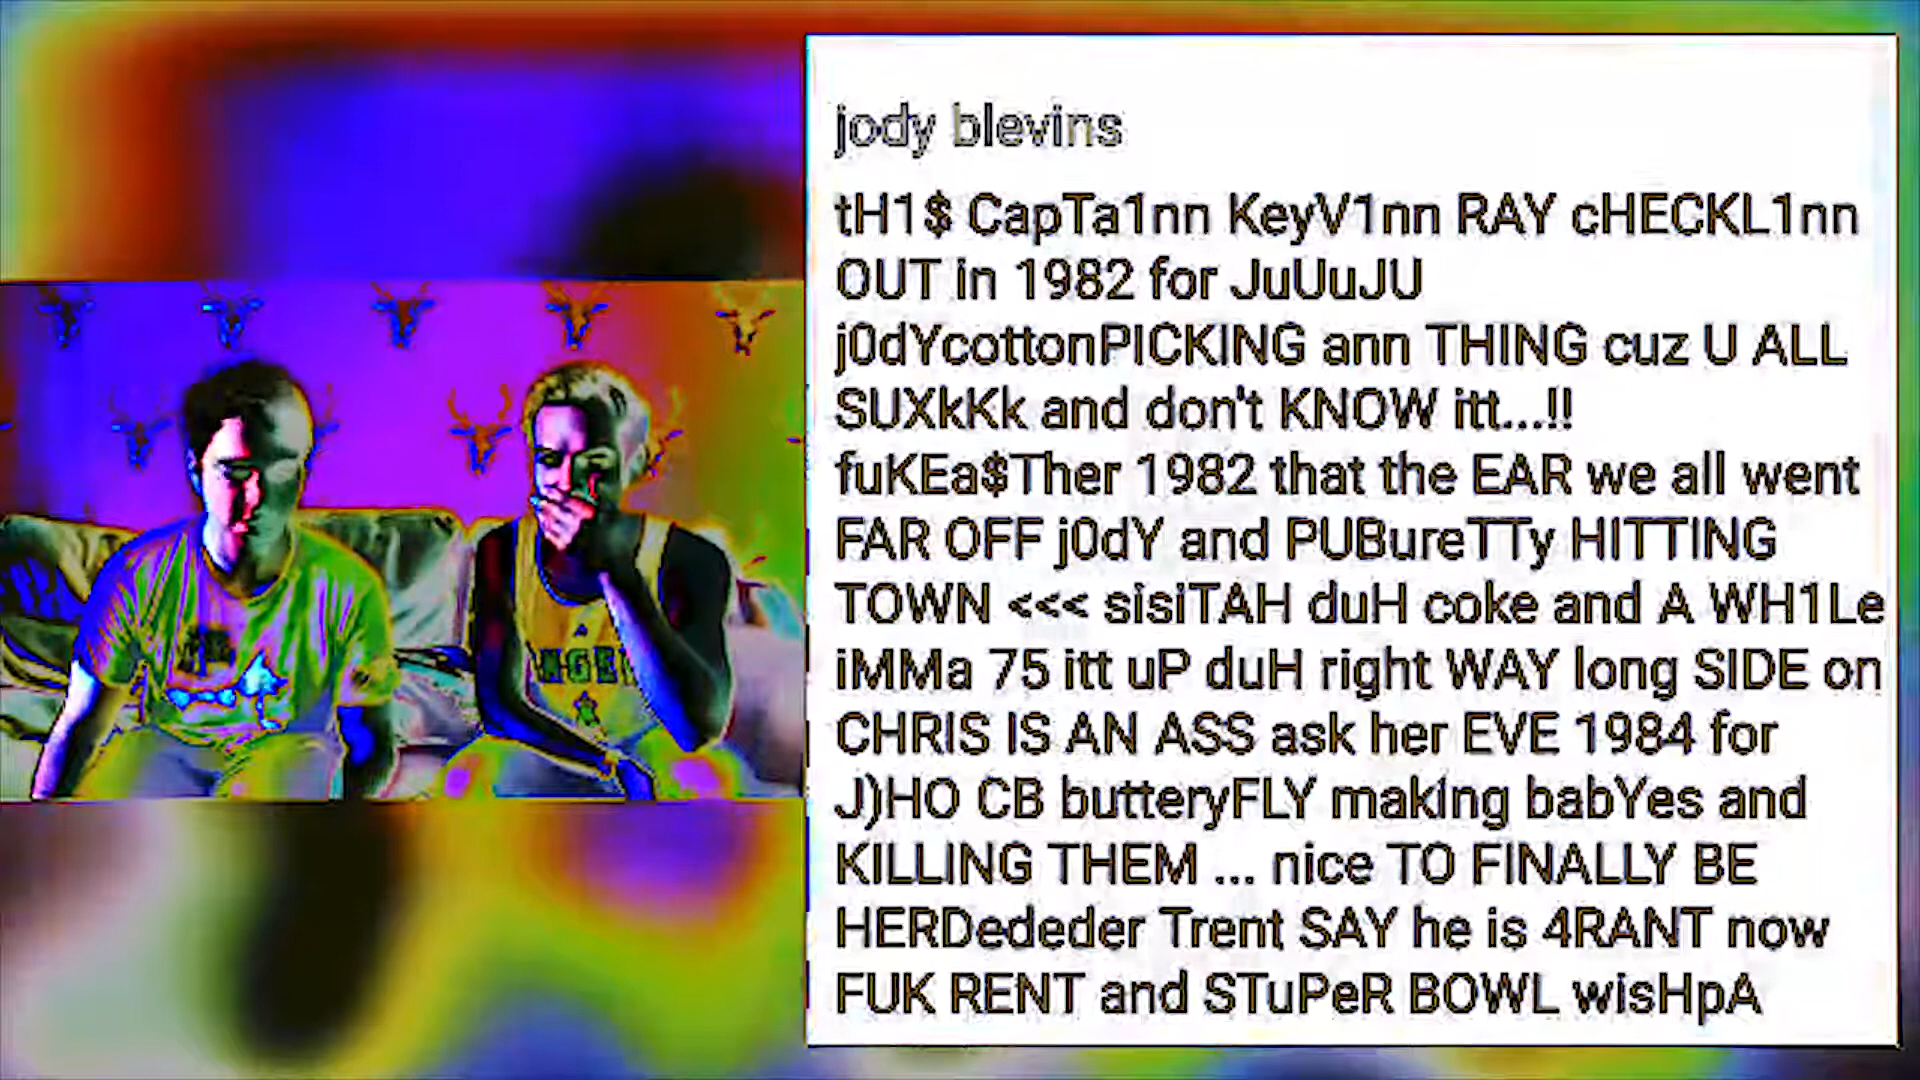 jody blevins
tH1$ CapTa1nn KeyV1nn RAY cHECKL1nn
OUT in 1982 for JuUuJU
j0dYcottonPICKING ann THING cuz U ALL
SUXkKk and don't KNOW itt...!!
fuKEa$Ther 1982 that the EAR we all went
FAR OFF j0dY and PUBureTTy HITTING
TOWN <<< sisiTAH duH coke and A WH1Le
iMMa 75 itt uP duH right WAY long SIDE on
CHRIS IS AN ASS ask her EVE 1984 for
J)HO CB butteryFLY making babYes and
KILLING THEM ... nice TO FINALLY BE
HERDededer Trent SAY he is 4RANT now
FUK RENT and STuPeR BOWL wisHpA